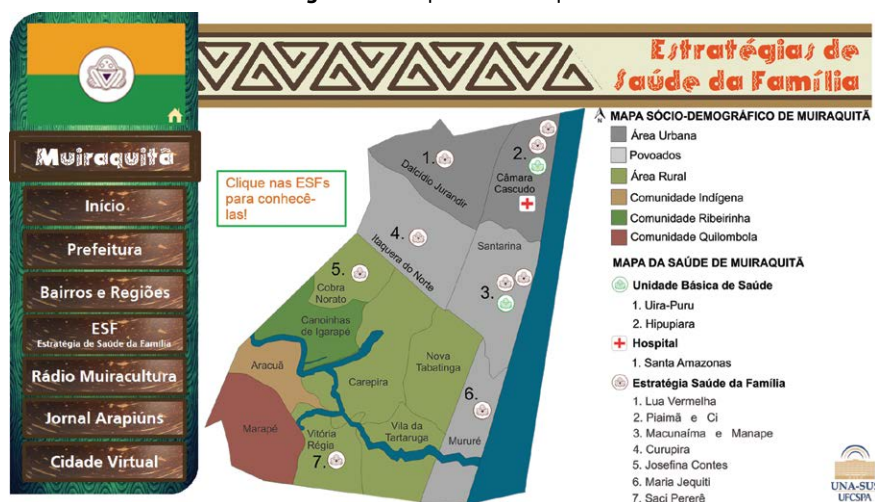 Estratégias de
Saúde da Família
Muiraquitã
Início
Prefeitura
Bairros e Regiões
ESF
Estratégia de Saúde da Família
Rádio Muiracultura
Jornal Arapiúns
Cidade Virtual
Clique nas ESFs
para conhecê-
las!
1.
Dalcídio Jurandir
2.
Câmara
Cascudo
4.
Itaquera do Norte
Santarina
3.
5.
Cobra
Norato
Canoinhas
de Igarapé
Aracuã
Carepira
Nova
Tabatinga
6.
Marapé
Vitória
Régia
7.
Vila da
Tartaruga
Mururé
N
MAPA SÓCIO-DEMOGRÁFICO DE MUIRAQUITÃ
Área Urbana
Povoados
Área Rural
Comunidade Indígena
Comunidade Ribeirinha
Comunidade Quilombola
MAPA DA SAÚDE DE MUIRAQUITÃ
Unidade Básica de Saúde
1. Uira-Puru
2. Hipupiara
Hospital
1. Santa Amazonas
Estratégia Saúde da Família
1. Lua Vermelha
2. Piaimã e Ci
3. Macunaíma e Manape
4. Curupira
5. Josefina Contes
6. Maria Jequiti
7. Saci Pererê
UNA-SUS
UFCSPA